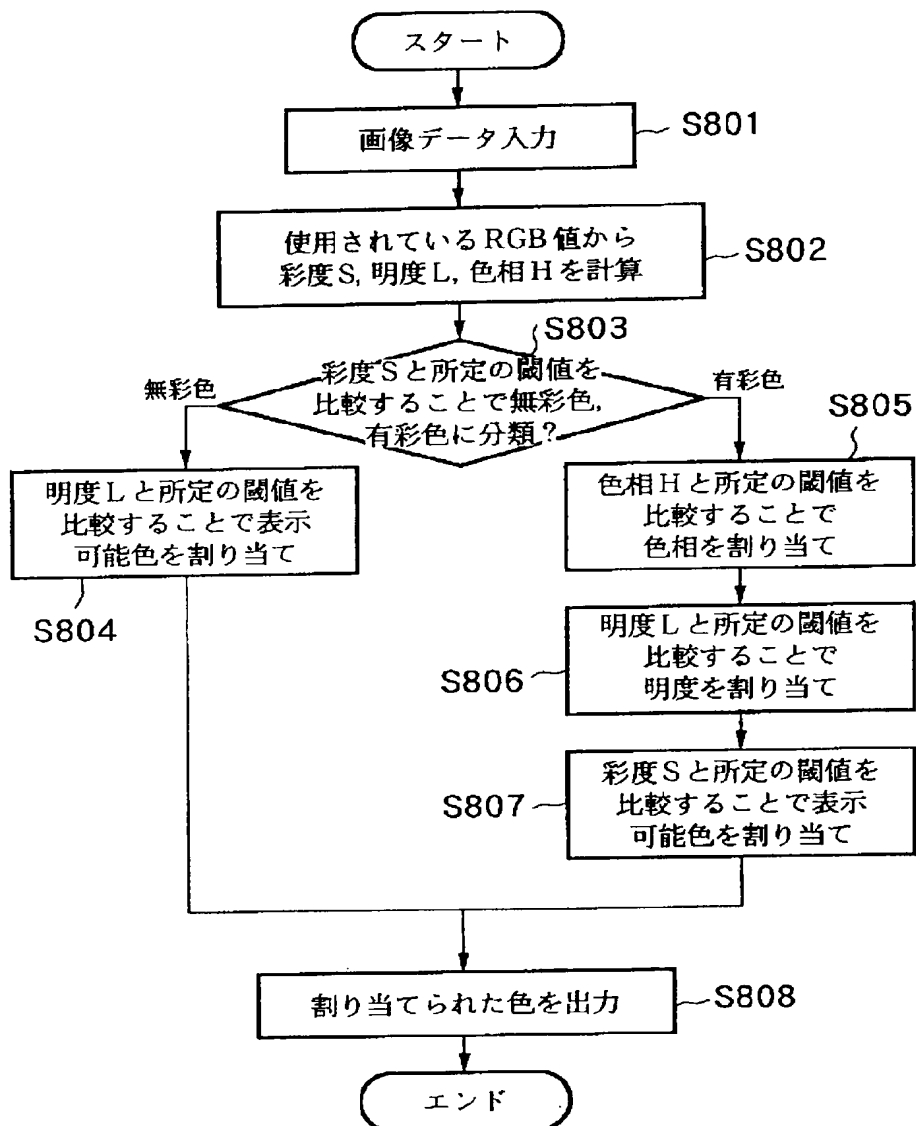 スタート
画像データ入力
S801
使用されているRGB値から
彩度S, 明度L, 色相Hを計算
S802
S803
彩度Sと所定の閾値を
比較することで無彩色,
有彩色に分類?
無彩色
有彩色
明度Lと所定の閾値を
比較することで表示
可能色を割り当て
S804
S805
色相Hと所定の閾値を
比較することで
色相を割り当て
明度Lと所定の閾値を
比較することで
明度を割り当て
S806
彩度Sと所定の閾値を
比較することで表示
可能色を割り当て
S807
割り当てられた色を出力
S808
エンド